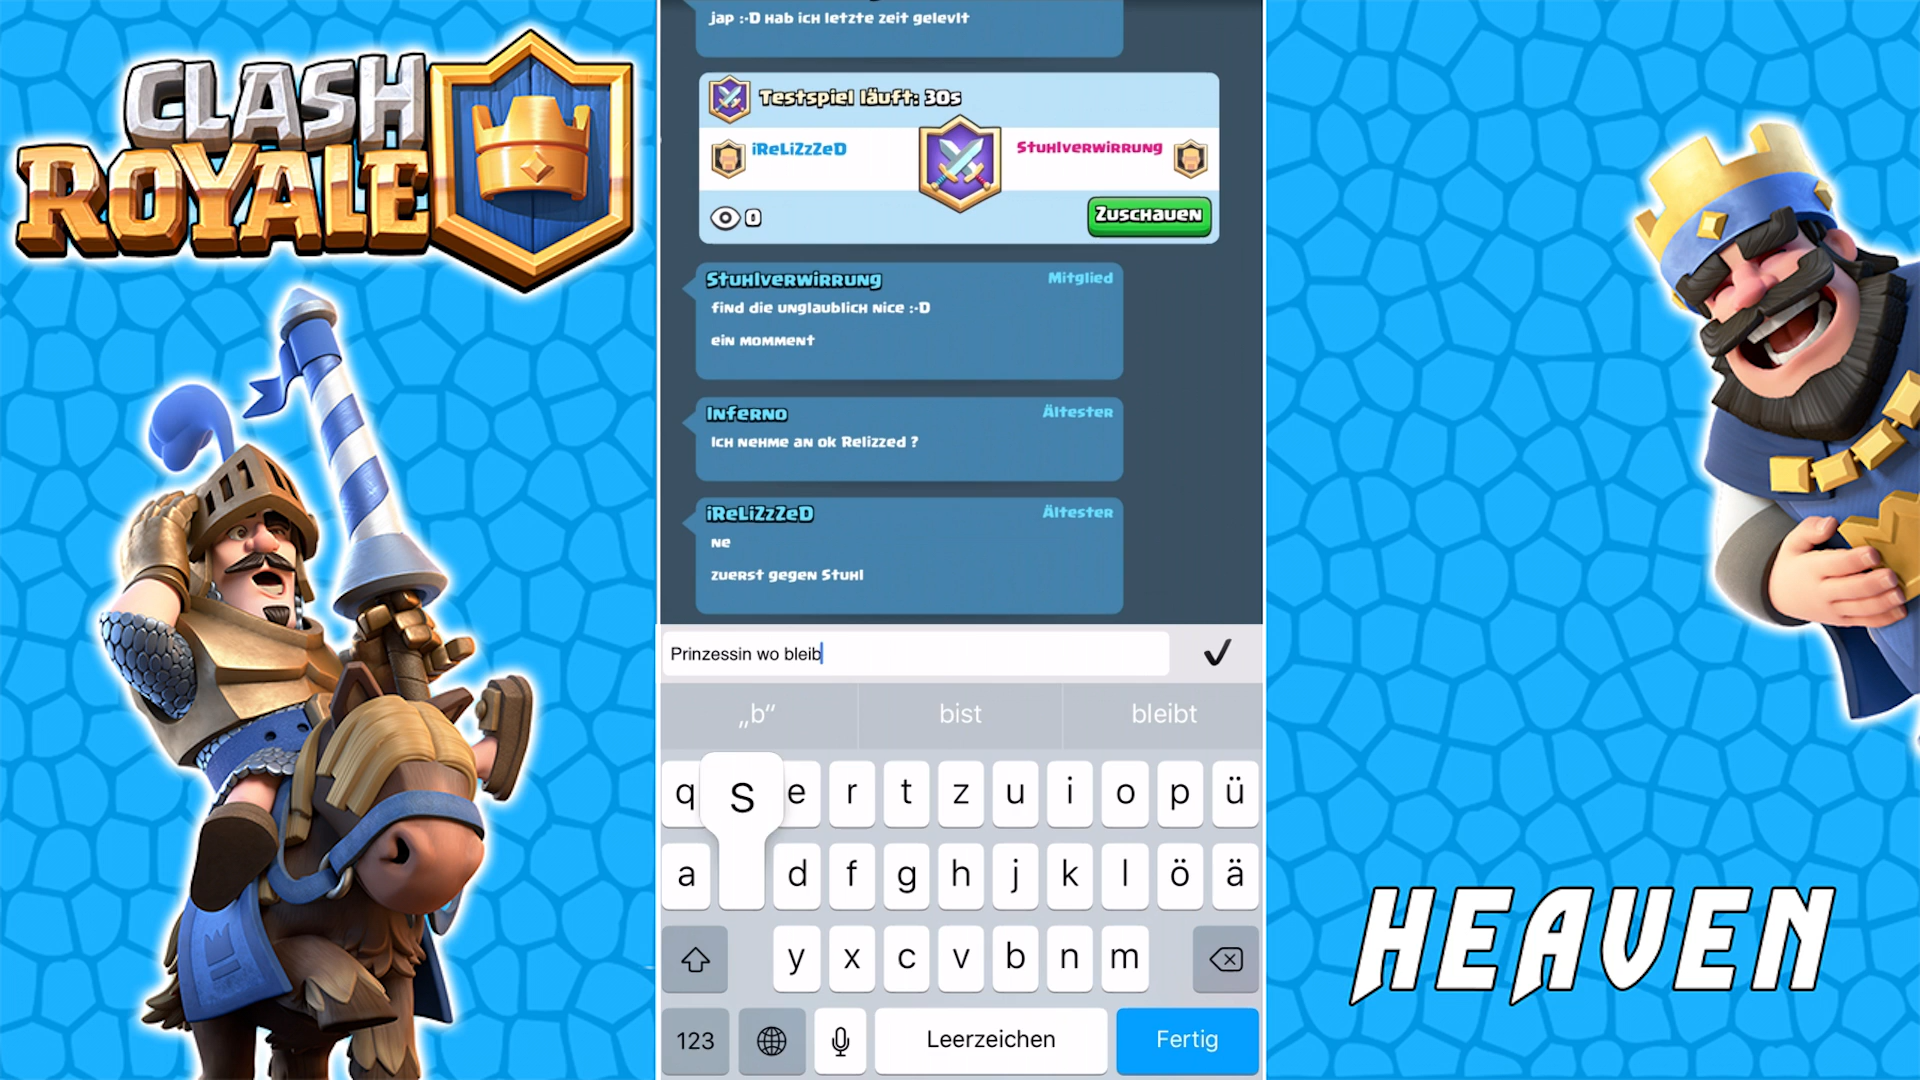 CLASH
ROYALE
jap :-D Hab ich letzte zeit gelevlt
Testspiel läuft: 30s
iReLiZzZeD
Stuhlverwirrung
0
Zuschauen
Stuhlverwirrung
Mitglied
find die unglaublich nice :-D
ein momment
Inferno
Ältester
Ich nehme an ok Relizzed ?
iReLiZzZeD
Ältester
ne
zuerst gegen Stuhl
Prinzessin wo bleib
„b“ bist bleibt
q S e r t z u i o p ü
a d f g h j k l ö ä
y x c v b n m
123 Leerzeichen Fertig
HEAVEN